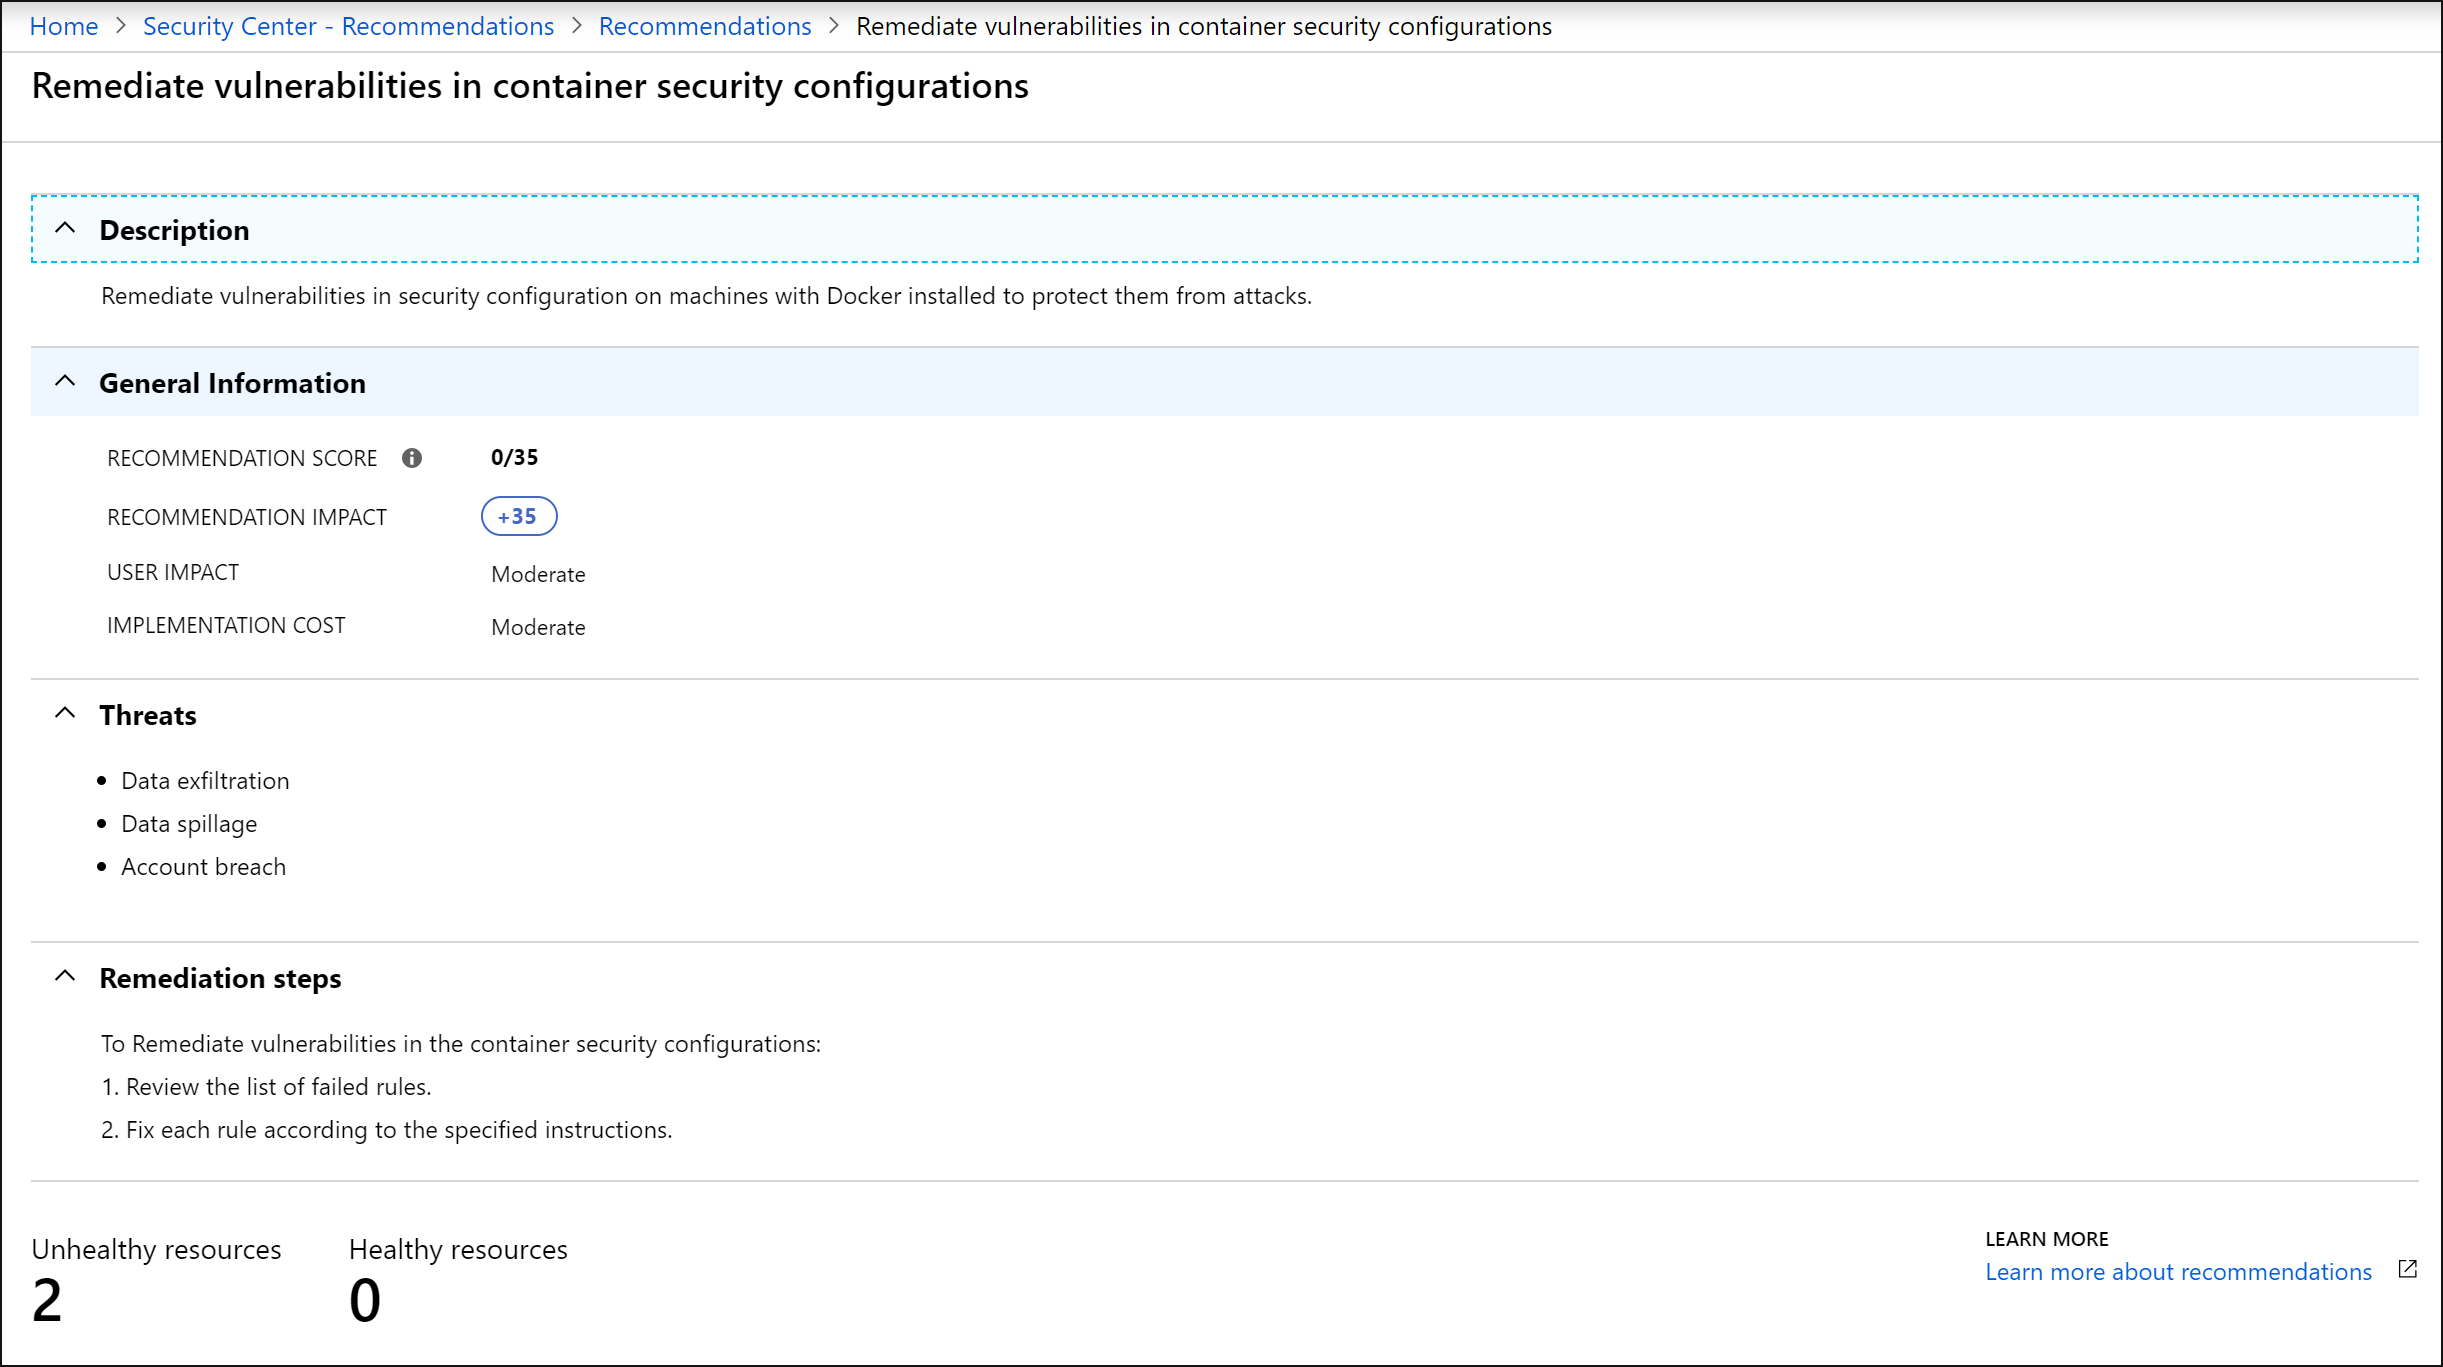 Home > Security Center - Recommendations > Recommendations > Remediate vulnerabilities in container security configurations
Remediate vulnerabilities in container security configurations
Description
Remediate vulnerabilities in security configuration on machines with Docker installed to protect them from attacks.
General Information
RECOMMENDATION SCORE 0/35
RECOMMENDATION IMPACT +35
USER IMPACT Moderate
IMPLEMENTATION COST Moderate
Threats
• Data exfiltration
• Data spillage
• Account breach
Remediation steps
To Remediate vulnerabilities in the container security configurations:
1. Review the list of failed rules.
2. Fix each rule according to the specified instructions.
Unhealthy resources
2
Healthy resources
0
LEARN MORE
Learn more about recommendations